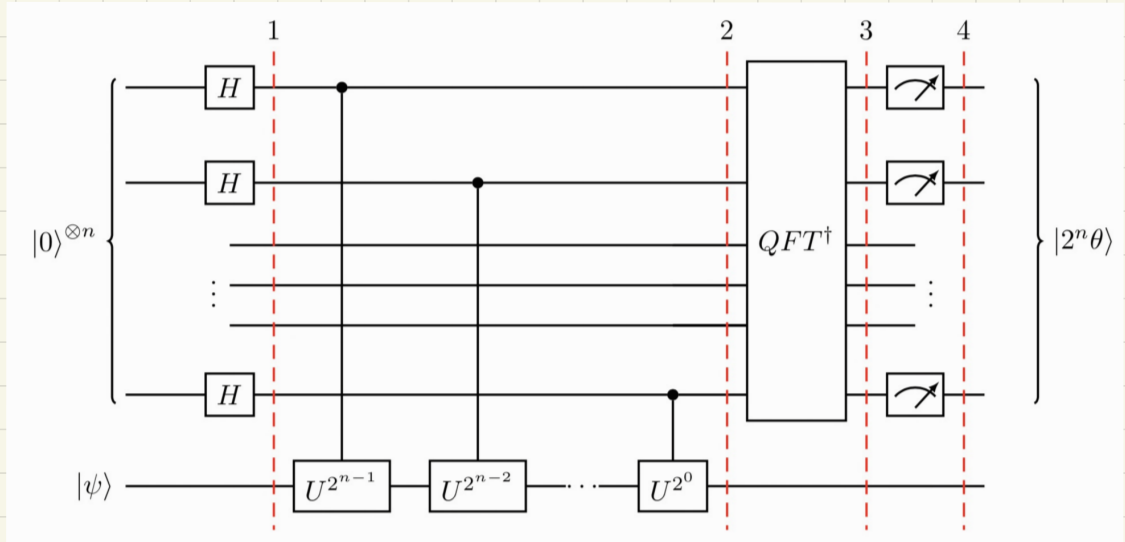 1 2 3 4
H
H
|0⟩^{⊗n} QFT^† |2^nθ⟩
⋮ ⋮
H
|ψ⟩ U^{2^{n-1}} U^{2^{n-2}} ··· U^{2^0}